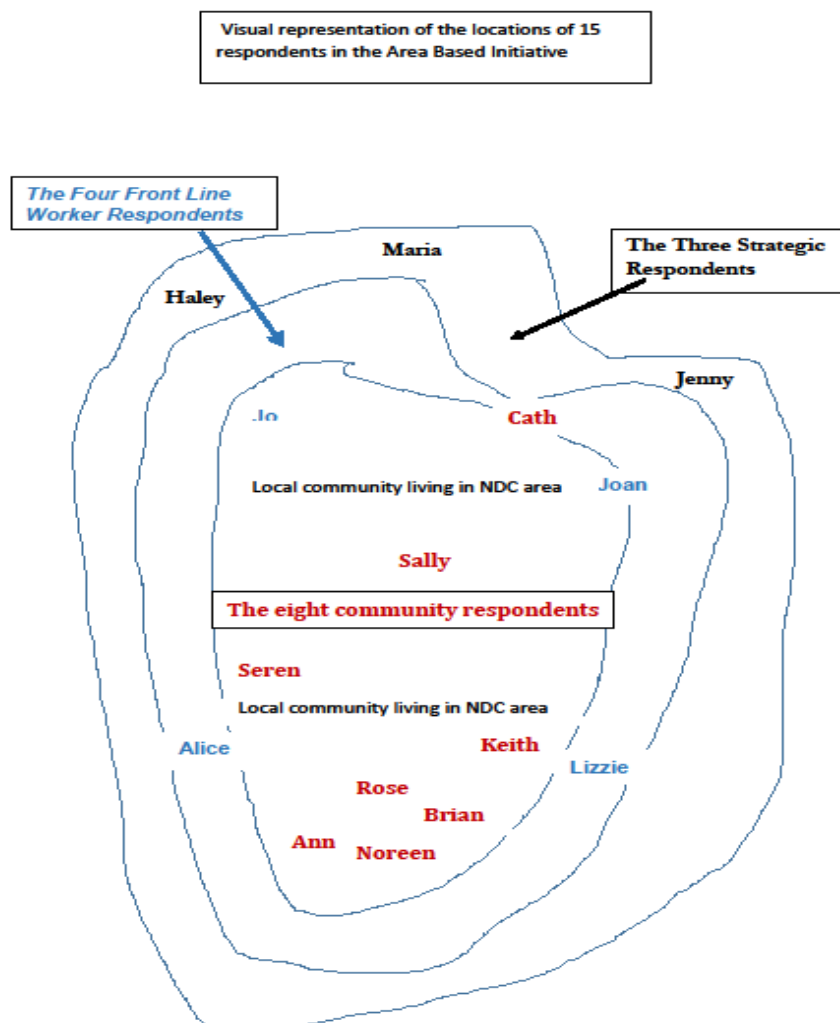 Visual representation of the locations of 15
respondents in the Area Based Initiative
The Four Front Line
Worker Respondents
The Three Strategic
Respondents
Maria
Haley
Jenny
Jo
Cath
Local community living in NDC area
Joan
Sally
The eight community respondents
Seren
Local community living in NDC area
Keith
Alice
Lizzie
Rose
Brian
Ann
Noreen